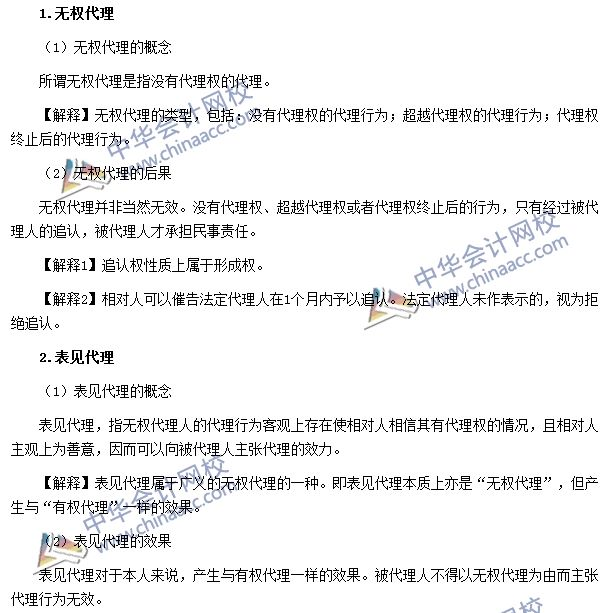 1.无权代理
（1）无权代理的概念
所谓无权代理是指没有代理权的代理。
【解释】无权代理的类型，包括：没有代理权的代理行为；超越代理权的代理行为；代理权
终止后的代理行为。
（2）无权代理的后果
无权代理并非当然无效。没有代理权、超越代理权或者代理权终止后的行为，只有经过被代
理人的追认，被代理人才承担民事责任。
【解释1】追认权性质上属于形成权。
【解释2】相对人可以催告法定代理人在1个月内予以追认。法定代理人未作表示的，视为拒
绝追认。
2.表见代理
（1）表见代理的概念
表见代理，指无权代理人的代理行为客观上存在使相对人相信其有代理权的情况，且相对人
主观上为善意，因而可以向被代理人主张代理的效力。
【解释】表见代理属于广义的无权代理的一种。即表见代理本质上亦是“无权代理”，但产
生与“有权代理”一样的效果。
（2）表见代理的效果
表见代理对于本人来说，产生与有权代理一样的效果。被代理人不得以无权代理为由而主张
代理行为无效。
中华会计网校
www.chinaacc.com
中华会计网校
www.chinaacc.com
中华会计网校
www.chinaacc.com